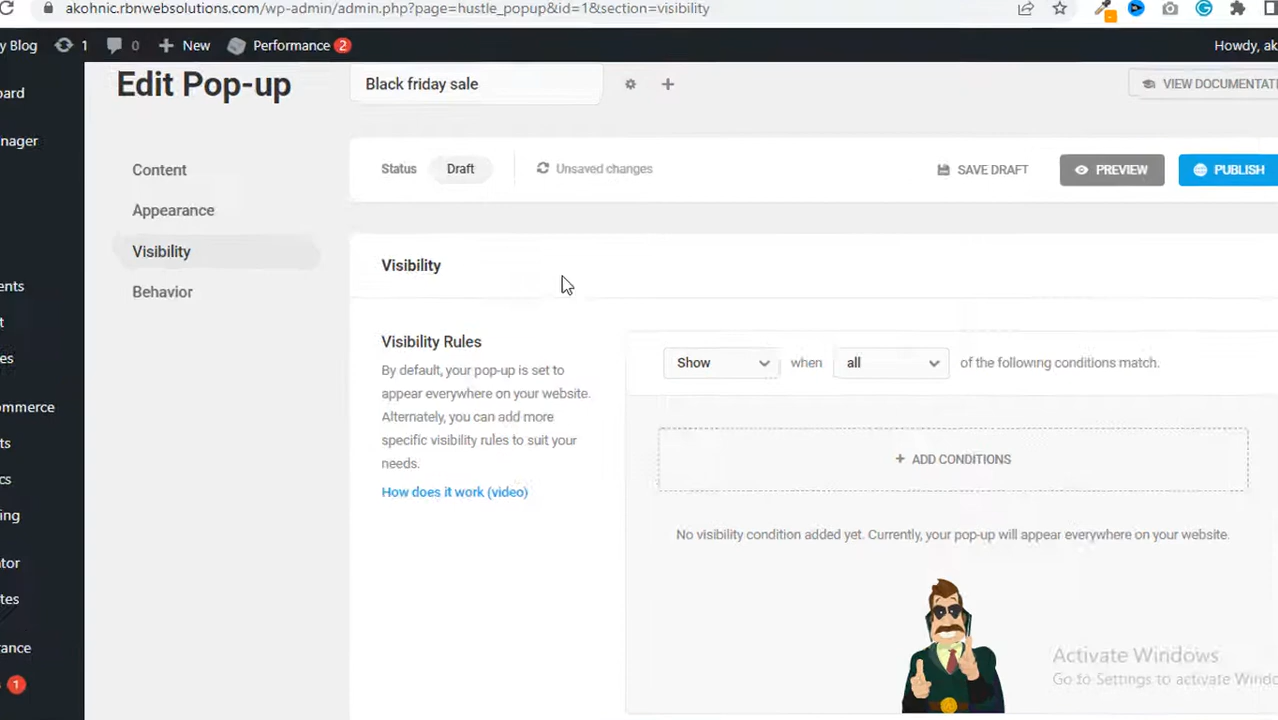 akohnic.rbnwebsolutions.com/wp-admin/admin.php?page=hustle_popup&id=1&section=visibility
y Blog 1 0 + New Performance 2 Howdy, ak
Edit Pop-up Black friday sale + VIEW DOCUMENTATI
oard
nager
ents
t
es
ommerce
ts
cs
ing
tor
tes
rance
1
Content
Appearance
Visibility
Behavior
Status Draft Unsaved changes SAVE DRAFT PREVIEW PUBLISH
Visibility
Visibility Rules
By default, your pop-up is set to
appear everywhere on your website.
Alternately, you can add more
specific visibility rules to suit your
needs.
How does it work (video)
Show when all of the following conditions match.
+ ADD CONDITIONS
No visibility condition added yet. Currently, your pop-up will appear everywhere on your website.
Activate Windows
Go to Settings to activate Windo